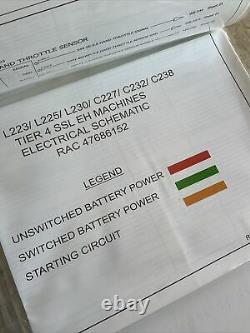 AND THROTTLE SENSOR
L223/ L225/ L230/ C227/ C232/ C238
TIER 4 SSL EH MACHINES
ELECTRICAL SCHEMATIC
RAC 47686152
LEGEND
UNSWITCHED BATTERY POWER
SWITCHED BATTERY POWER
STARTING CIRCUIT